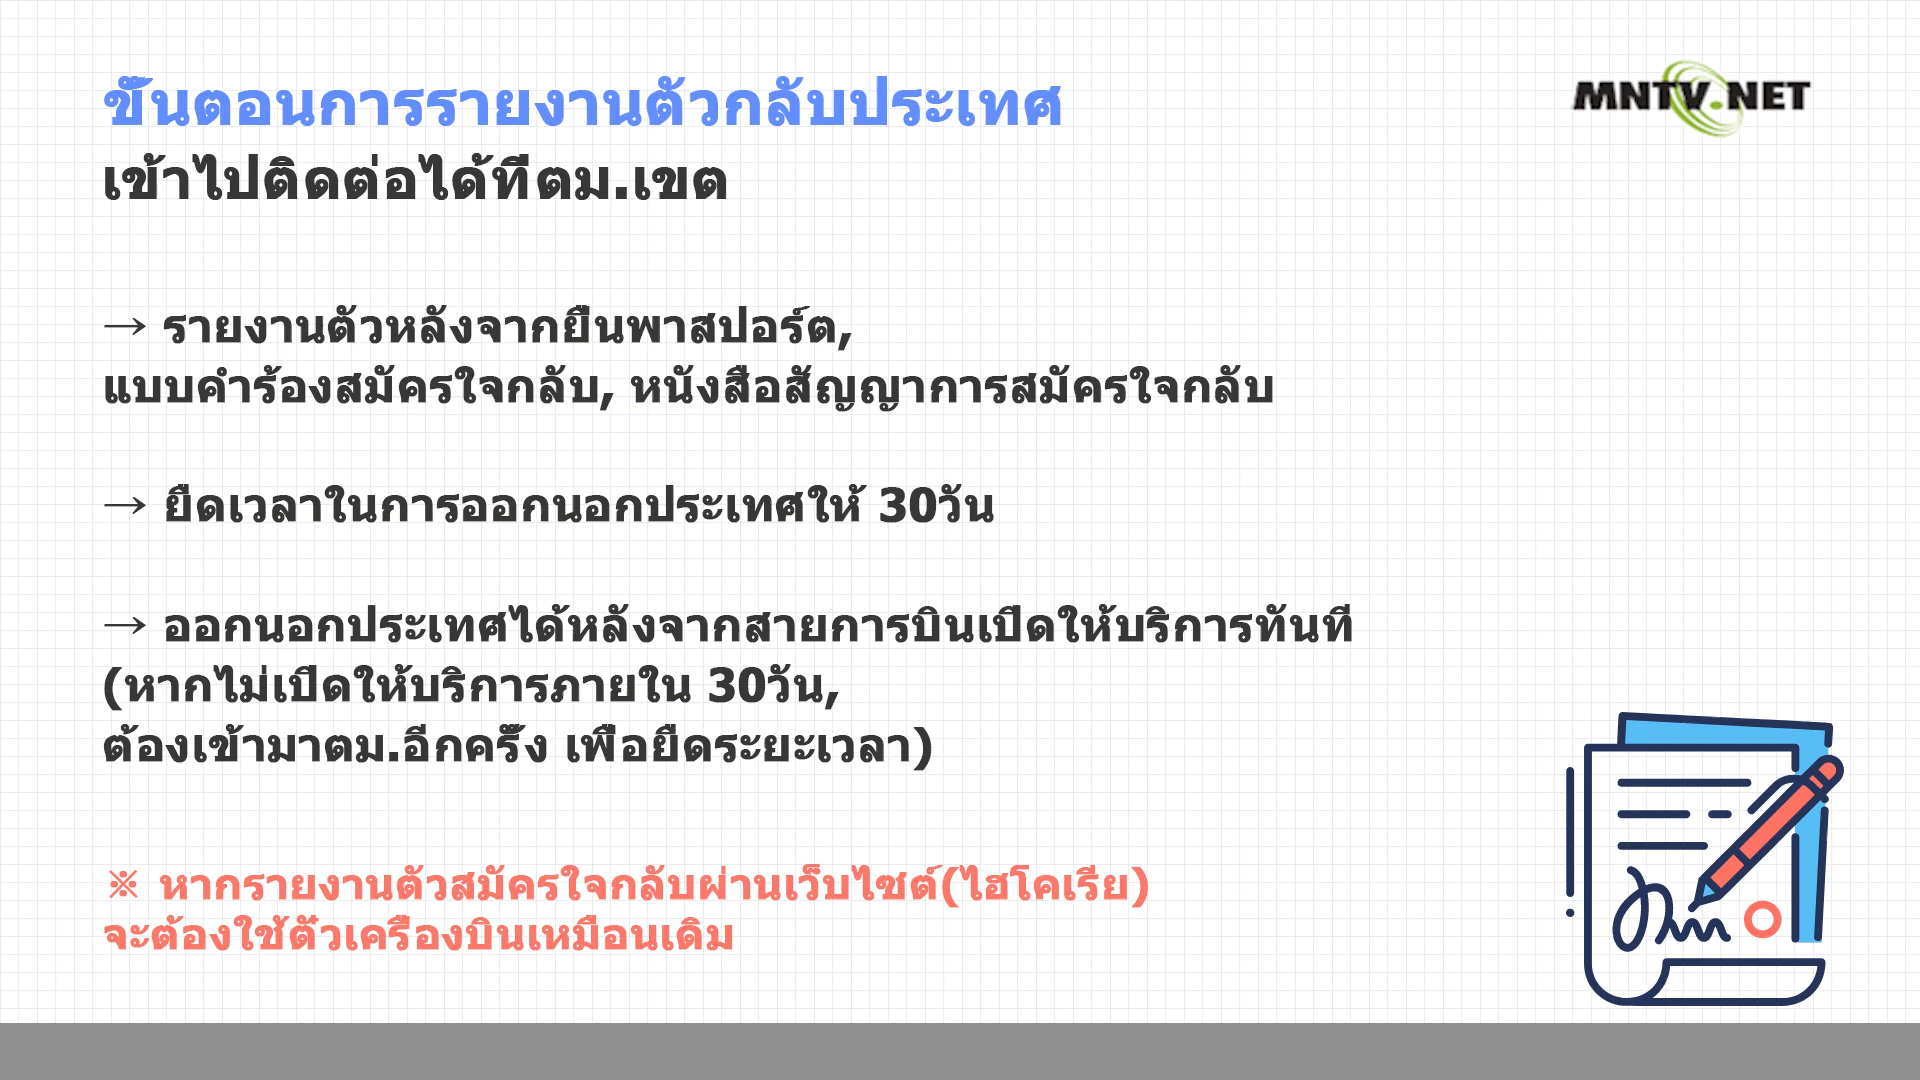 ขั้นตอนการรายงานตัวกลับประเทศ
MNTV.NET
เข้าไปติดต่อได้ที่ตม.เขต
→ รายงานตัวหลังจากยื่นพาสปอร์ต,
แบบคำร้องสมัครใจกลับ, หนังสือสัญญาการสมัครใจกลับ
→ ยืดเวลาในการออกนอกประเทศให้ 30วัน
→ ออกนอกประเทศได้หลังจากสายการบินเปิดให้บริการทันที
(หากไม่เปิดให้บริการภายใน 30วัน,
ต้องเข้ามาตม.อีกครั้ง เพื่อยืดระยะเวลา)
※ หากรายงานตัวสมัครใจกลับผ่านเว็บไซต์(ไฮโคเรีย)
จะต้องใช้ตั๋วเครื่องบินเหมือนเดิม